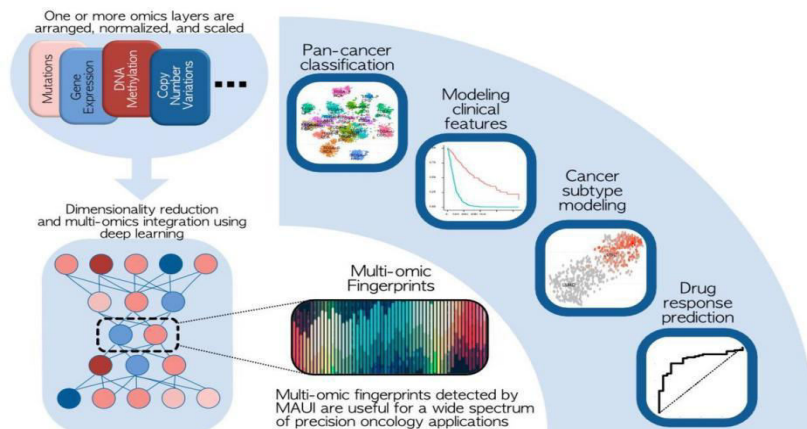 One or more omics layers are
arranged, normalized, and scaled
Mutations
Gene
Expression
DNA
Methylation
Copy
Number
Variations
Dimensionality reduction
and multi-omics integration using
deep learning
Multi-omic
Fingerprints
Multi-omic fingerprints detected by
MAUI are useful for a wide spectrum
of precision oncology applications
Pan-cancer
classification
Modeling
clinical
features
Cancer
subtype
modeling
Drug
response
prediction